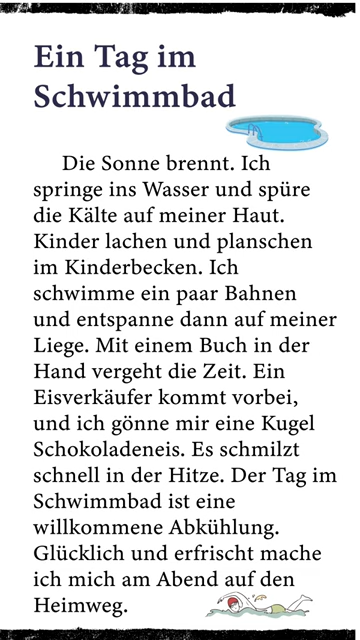 Ein Tag im
Schwimmbad
Die Sonne brennt. Ich
springe ins Wasser und spüre
die Kälte auf meiner Haut.
Kinder lachen und planschen
im Kinderbecken. Ich
schwimme ein paar Bahnen
und entspanne dann auf meiner
Liege. Mit einem Buch in der
Hand vergeht die Zeit. Ein
Eisverkäufer kommt vorbei,
und ich gönne mir eine Kugel
Schokoladeneis. Es schmilzt
schnell in der Hitze. Der Tag im
Schwimmbad ist eine
willkommene Abkühlung.
Glücklich und erfrischt mache
ich mich am Abend auf den
Heimweg.